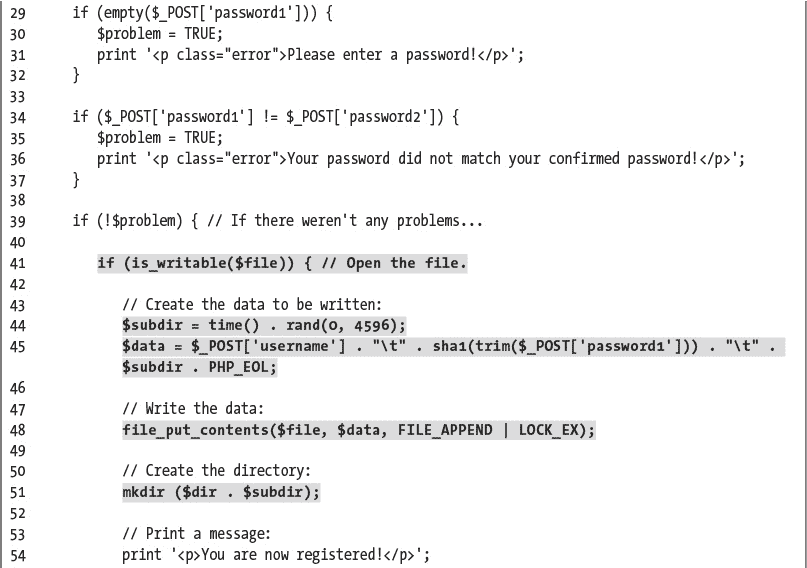 29 if (empty($_POST['password1'])) {
30 $problem = TRUE;
31 print '<p class="error">Please enter a password!</p>';
32 }
33
34 if ($_POST['password1'] != $_POST['password2']) {
35 $problem = TRUE;
36 print '<p class="error">Your password did not match your confirmed password!</p>';
37 }
38
39 if (!$problem) { // If there weren't any problems...
40
41 if (is_writable($file)) { // Open the file.
42
43 // Create the data to be written:
44 $subdir = time() . rand(0, 4596);
45 $data = $_POST['username'] . "\t" . sha1(trim($_POST['password1'])) . "\t" .
$subdir . PHP_EOL;
46
47 // Write the data:
48 file_put_contents($file, $data, FILE_APPEND | LOCK_EX);
49
50 // Create the directory:
51 mkdir ($dir . $subdir);
52
53 // Print a message:
54 print '<p>You are now registered!</p>';